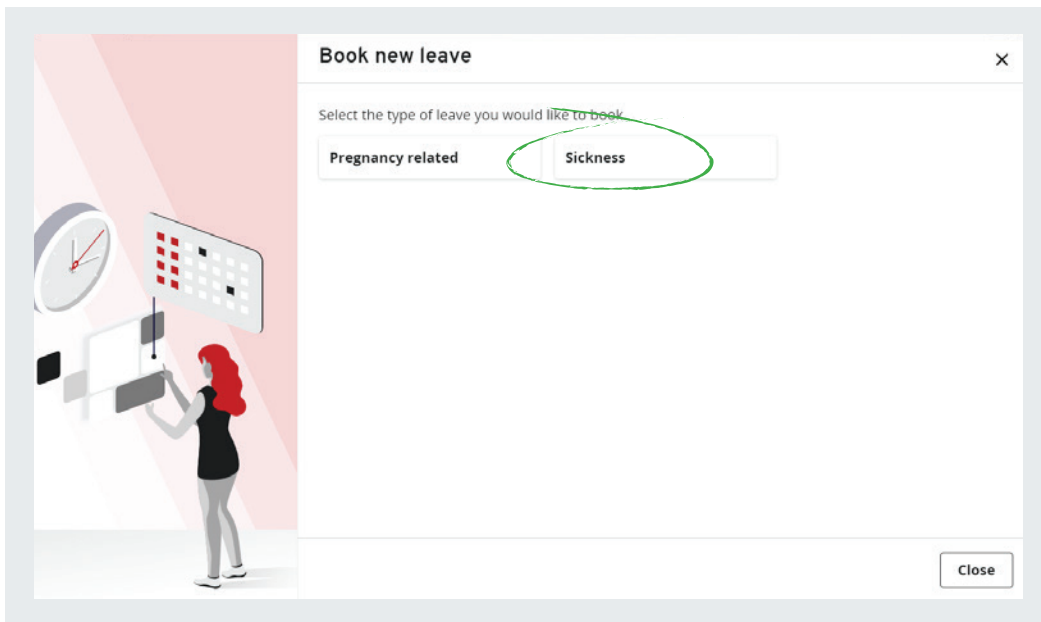 Book new leave
Select the type of leave you would like to book
Pregnancy related
Sickness
Close